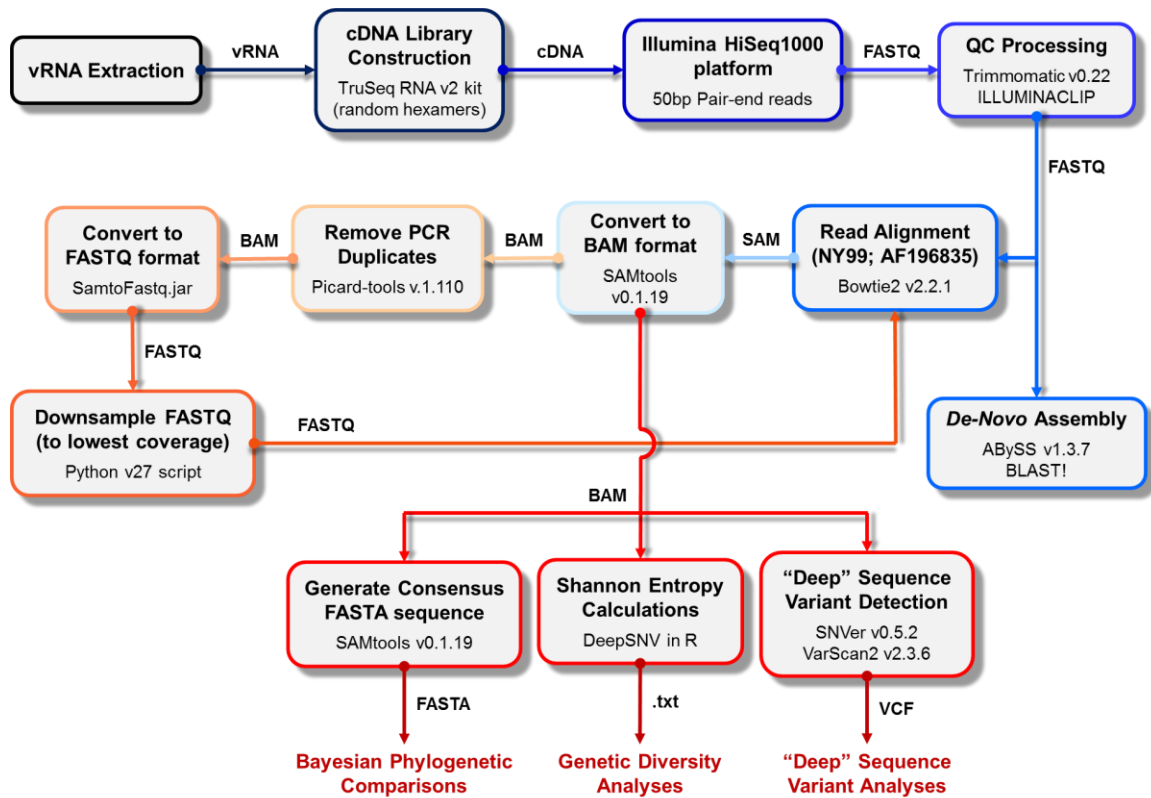 vRNA Extraction
vRNA
cDNA Library
Construction
TruSeq RNA v2 kit
(random hexamers)
cDNA
Illumina HiSeq1000
platform
50bp Pair-end reads
FASTQ
QC Processing
Trimmomatic v0.22
ILLUMINACLIP
FASTQ
Convert to
FASTQ format
SamtoFastq.jar
BAM
Remove PCR
Duplicates
Picard-tools v.1.110
BAM
Convert to
BAM format
SAMtools
v0.1.19
SAM
Read Alignment
(NY99; AF196835)
Bowtie2 v2.2.1
FASTQ
Downsample FASTQ
(to lowest coverage)
Python v27 script
FASTQ
De-Novo Assembly
ABySS v1.3.7
BLAST!
BAM
Generate Consensus
FASTA sequence
SAMtools v0.1.19
Shannon Entropy
Calculations
DeepSNV in R
“Deep” Sequence
Variant Detection
SNVer v0.5.2
VarScan2 v2.3.6
FASTA
.txt
VCF
Bayesian Phylogenetic
Comparisons
Genetic Diversity
Analyses
“Deep” Sequence
Variant Analyses